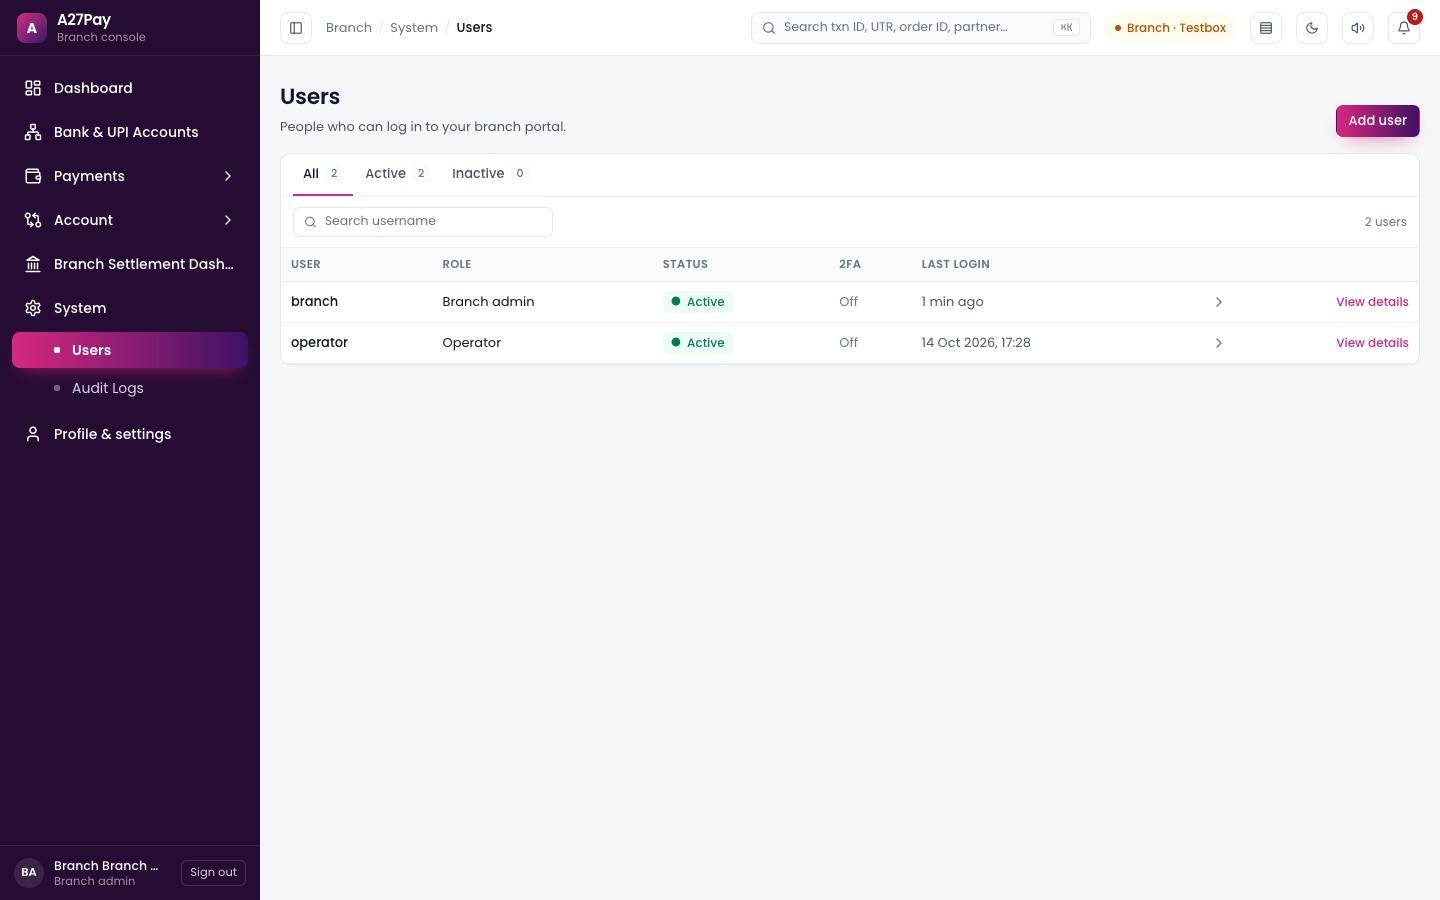 A
A27Pay
Branch console
Dashboard
Bank & UPI Accounts
Payments
Account
Branch Settlement Dash...
System
Users
Audit Logs
Profile & settings
BA
Branch Branch ...
Branch admin
Sign out
Branch / System / Users
Search txn ID, UTR, order ID, partner...
⌘K
Branch · Testbox
9
Users
People who can log in to your branch portal.
Add user
All 2 Active 2 Inactive 0
Search username
2 users
USER ROLE STATUS 2FA LAST LOGIN
branch Branch admin Active Off 1 min ago View details
operator Operator Active Off 14 Oct 2026, 17:28 View details